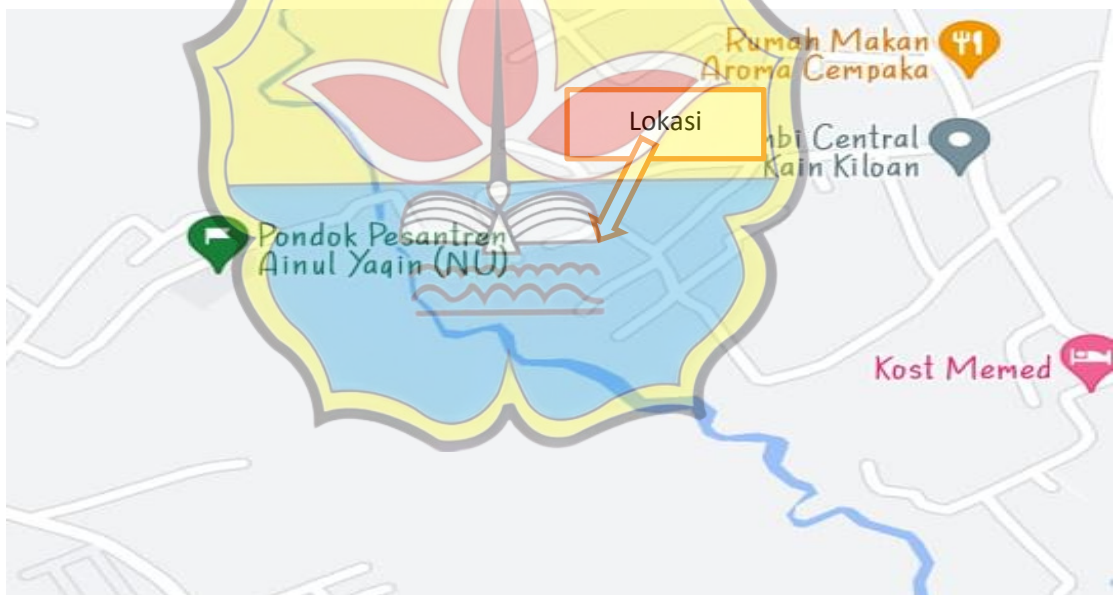 Rumah Makan
Aroma Cempaka
Lokasi
Central
Kain Kiloan
Pondok Pesantren
Ainul Yaqin (NU)
Kost Memed